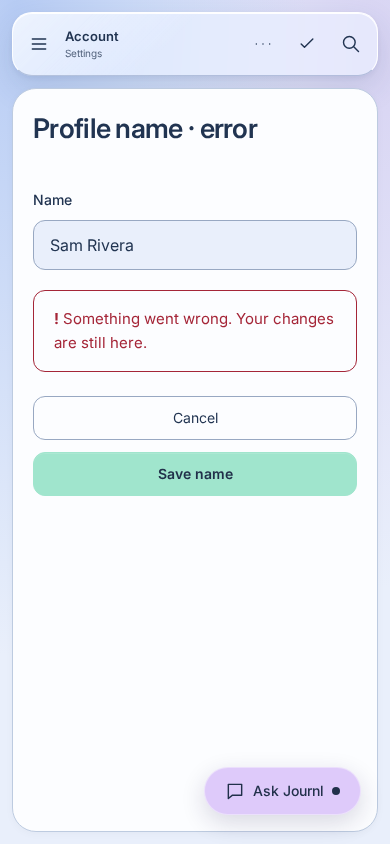 Account
Settings
Profile name · error
Name
Sam Rivera
! Something went wrong. Your changes
are still here.
Cancel
Save name
Ask Journl